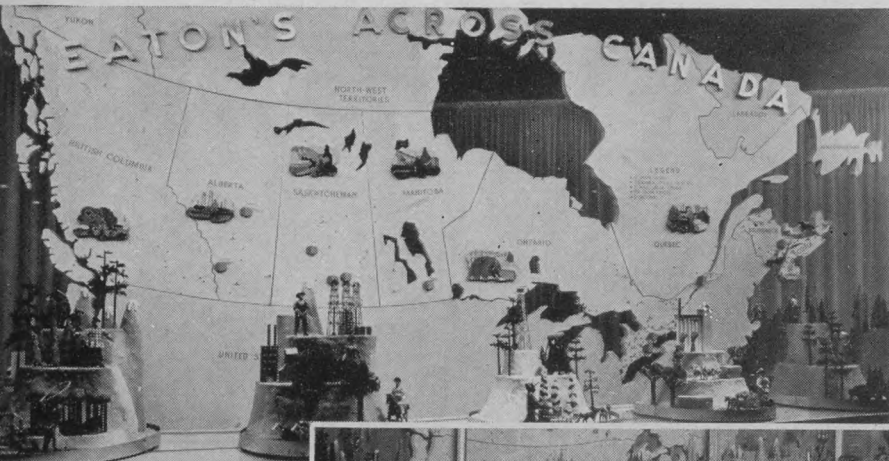 EATON'S ACROSS CANADA
YUKON
NORTH-WEST
TERRITORIES
LABRADOR
BRITISH COLUMBIA
ALBERTA
SASKATCHEWAN
MANITOBA
LEGEND
ONTARIO
QUEBEC
UNITED S